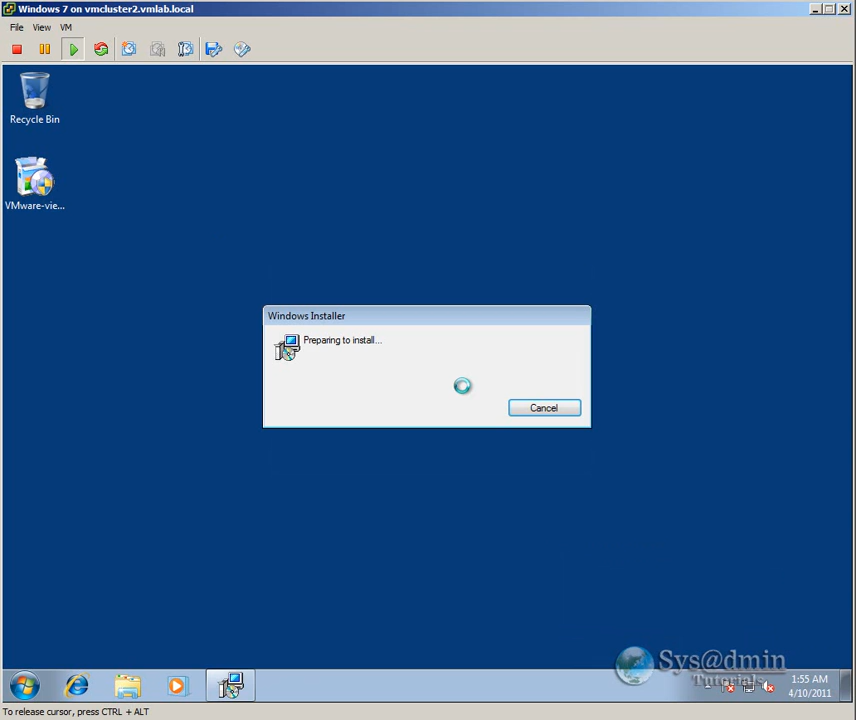 Windows 7 on vmcluster2.vmlab.local
File View VM
Recycle Bin
VMware-vie...
Windows Installer
Preparing to install...
Cancel
Sys@dmin
Tutorials
1:55 AM
4/10/2011
To release cursor, press CTRL + ALT